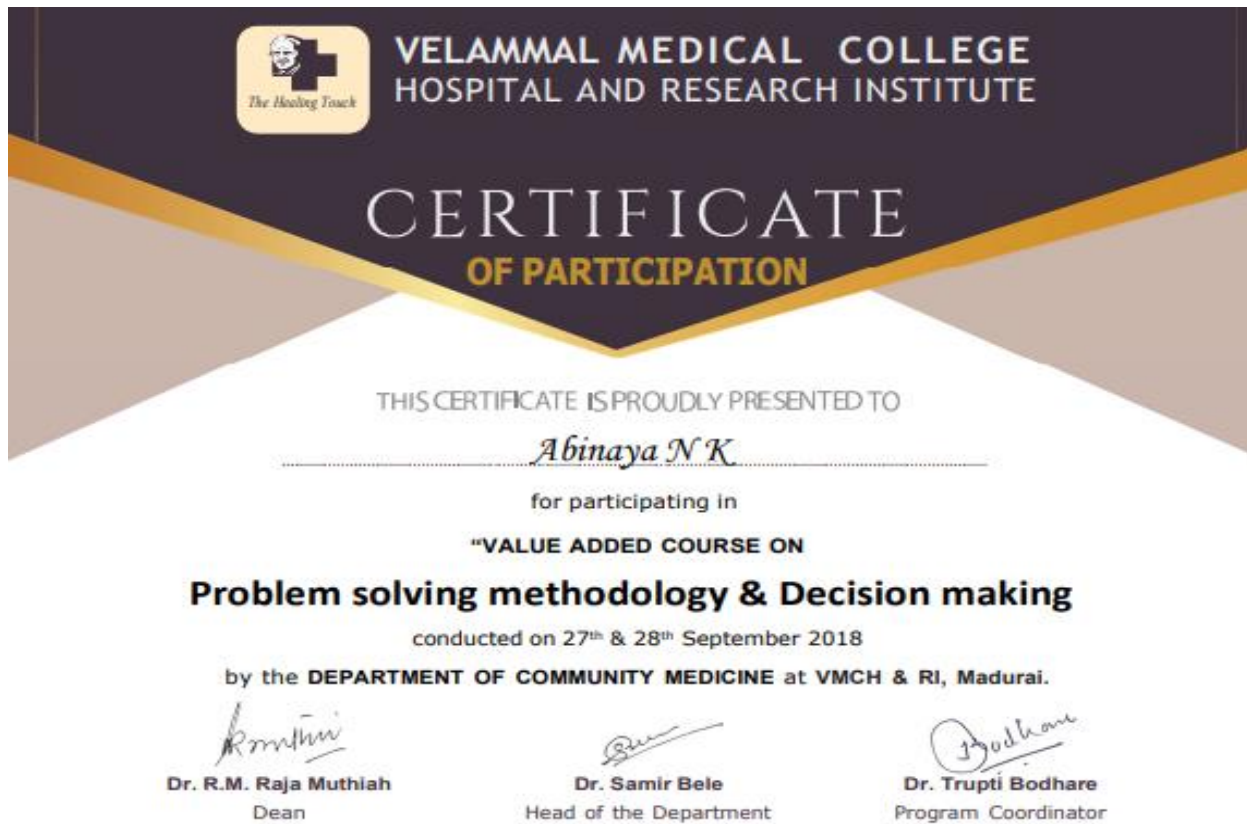 The Healing Touch
VELAMMAL MEDICAL COLLEGE
HOSPITAL AND RESEARCH INSTITUTE
CERTIFICATE
OF PARTICIPATION
THIS CERTIFICATE IS PROUDLY PRESENTED TO
Abinaya N K
for participating in
"VALUE ADDED COURSE ON
Problem solving methodology & Decision making
conducted on 27th & 28th September 2018
by the DEPARTMENT OF COMMUNITY MEDICINE at VMCH & RI, Madurai.
Bodhare
Dr. R.M. Raja Muthiah Dr. Samir Bele Dr. Trupti Bodhare
Dean Head of the Department Program Coordinator